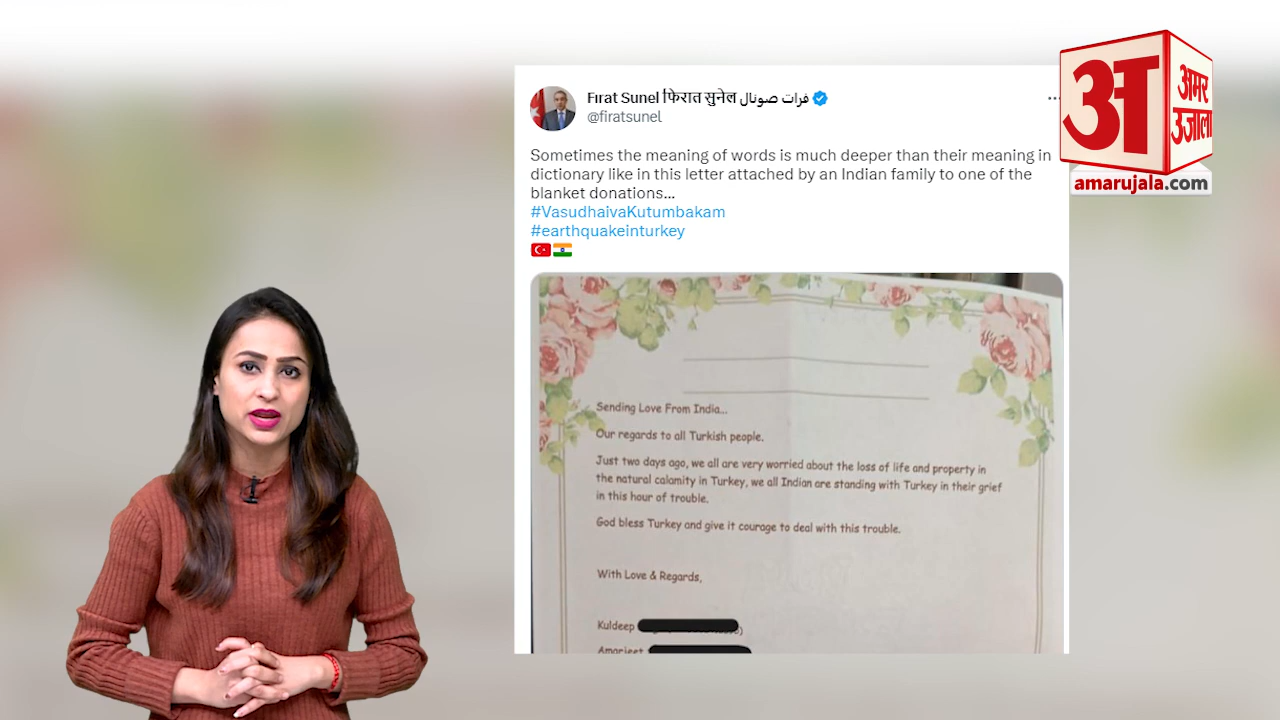 Fırat Sunel फिरात सुनेल فرات صونال
@firatsunel
Sometimes the meaning of words is much deeper than their meaning in
dictionary like in this letter attached by an Indian family to one of the
blanket donations...
#VasudhaivaKutumbakam
#earthquakeinturkey
Sending Love From India...
Our regards to all Turkish people.
Just two days ago, we all are very worried about the loss of life and property in
the natural calamity in Turkey, we all Indian are standing with Turkey in their grief
in this hour of trouble.
God bless Turkey and give it courage to deal with this trouble.
With Love & Regards,
Kuldeep
Amarjeet
अ
अमर
उजाला
amarujala.com